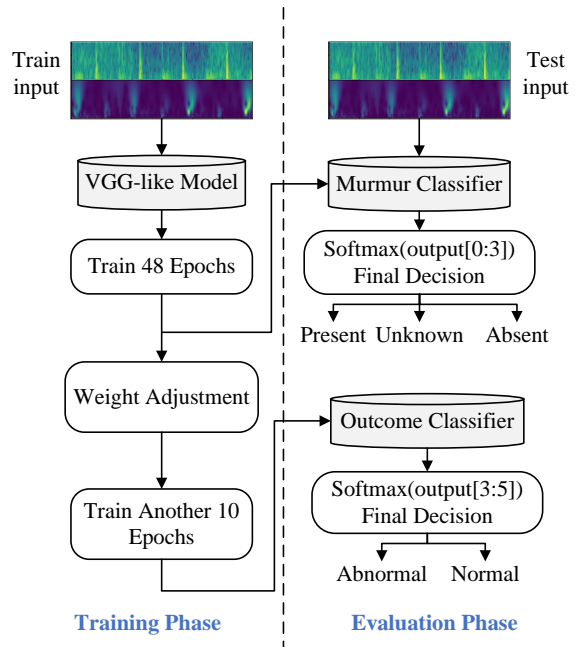 Train
input
VGG-like Model
Train 48 Epochs
Weight Adjustment
Train Another 10
Epochs
Training Phase
Test
input
Murmur Classifier
Softmax(output[0:3])
Final Decision
Present Unknown Absent
Outcome Classifier
Softmax(output[3:5])
Final Decision
Abnormal Normal
Evaluation Phase